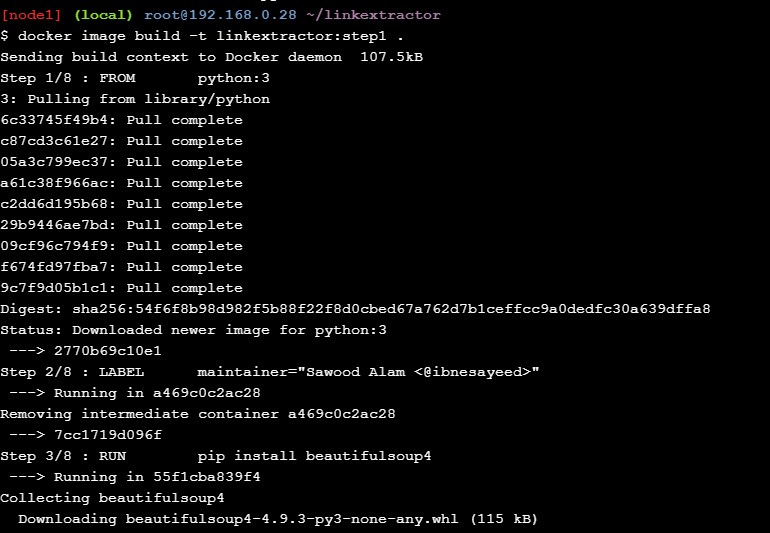 [node1] (local) root@192.168.0.28 ~/linkextractor
$ docker image build -t linkextractor:step1 .
Sending build context to Docker daemon  107.5kB
Step 1/8 : FROM       python:3
3: Pulling from library/python
6c33745f49b4: Pull complete
c87cd3c61e27: Pull complete
05a3c799ec37: Pull complete
a61c38f966ac: Pull complete
c2dd6d195b68: Pull complete
29b9446ae7bd: Pull complete
09cf96c794f9: Pull complete
f674fd97fba7: Pull complete
9c7f9d05b1c1: Pull complete
Digest: sha256:54f6f8b98d982f5b88f22f8d0cbed67a762d7b1ceffcc9a0dedfc30a639dffa8
Status: Downloaded newer image for python:3
 ---> 2770b69c10e1
Step 2/8 : LABEL      maintainer="Sawood Alam <@ibnesayeed>"
 ---> Running in a469c0c2ac28
Removing intermediate container a469c0c2ac28
 ---> 7cc1719d096f
Step 3/8 : RUN        pip install beautifulsoup4
 ---> Running in 55f1cba839f4
Collecting beautifulsoup4
  Downloading beautifulsoup4-4.9.3-py3-none-any.whl (115 kB)